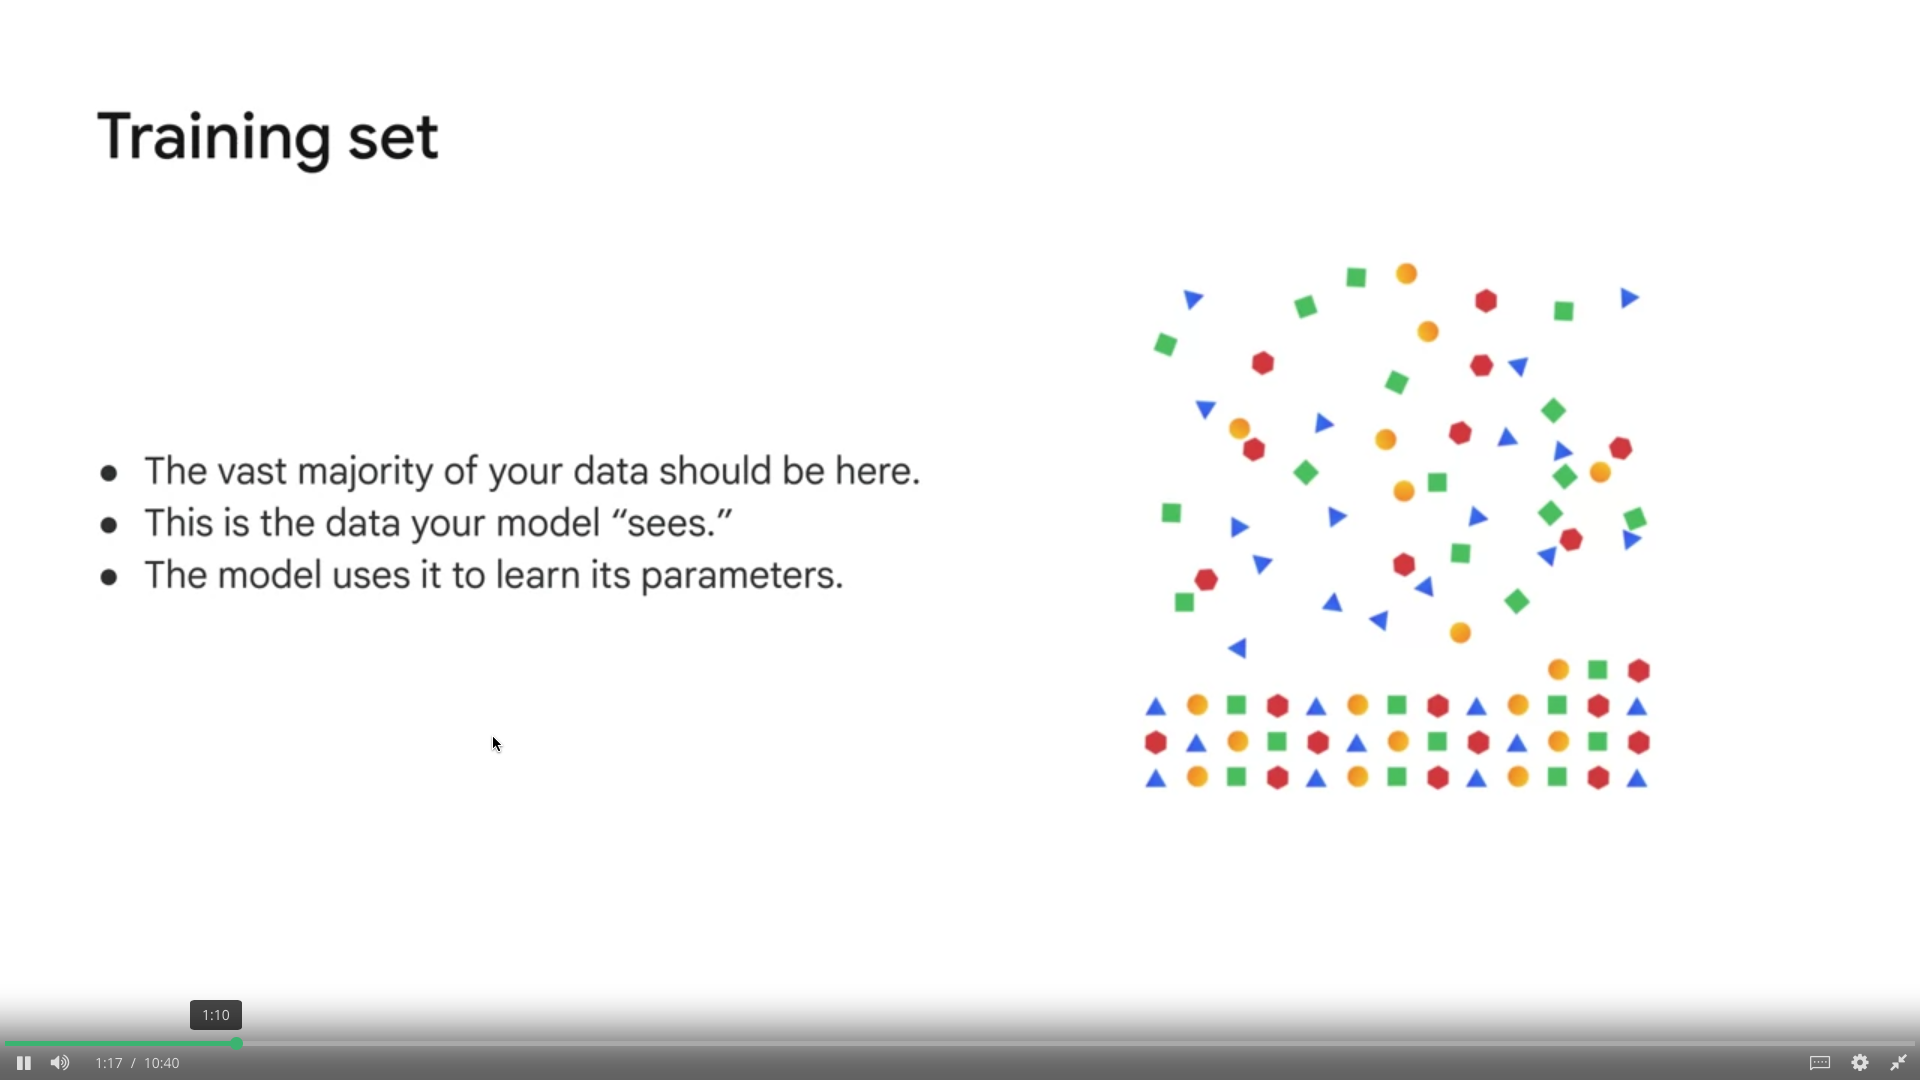 Training set
● The vast majority of your data should be here.
● This is the data your model “sees.”
● The model uses it to learn its parameters.
1:10
1:17 / 10:40